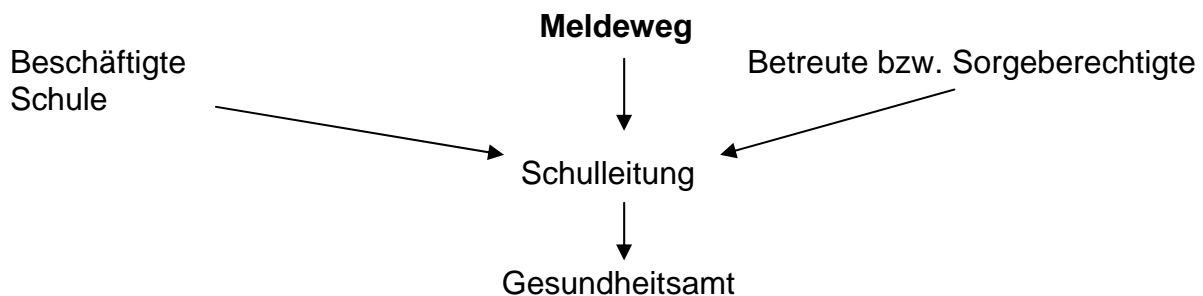 Meldeweg
Beschäftigte
Schule
Betreute bzw. Sorgeberechtigte
Schulleitung
Gesundheitsamt